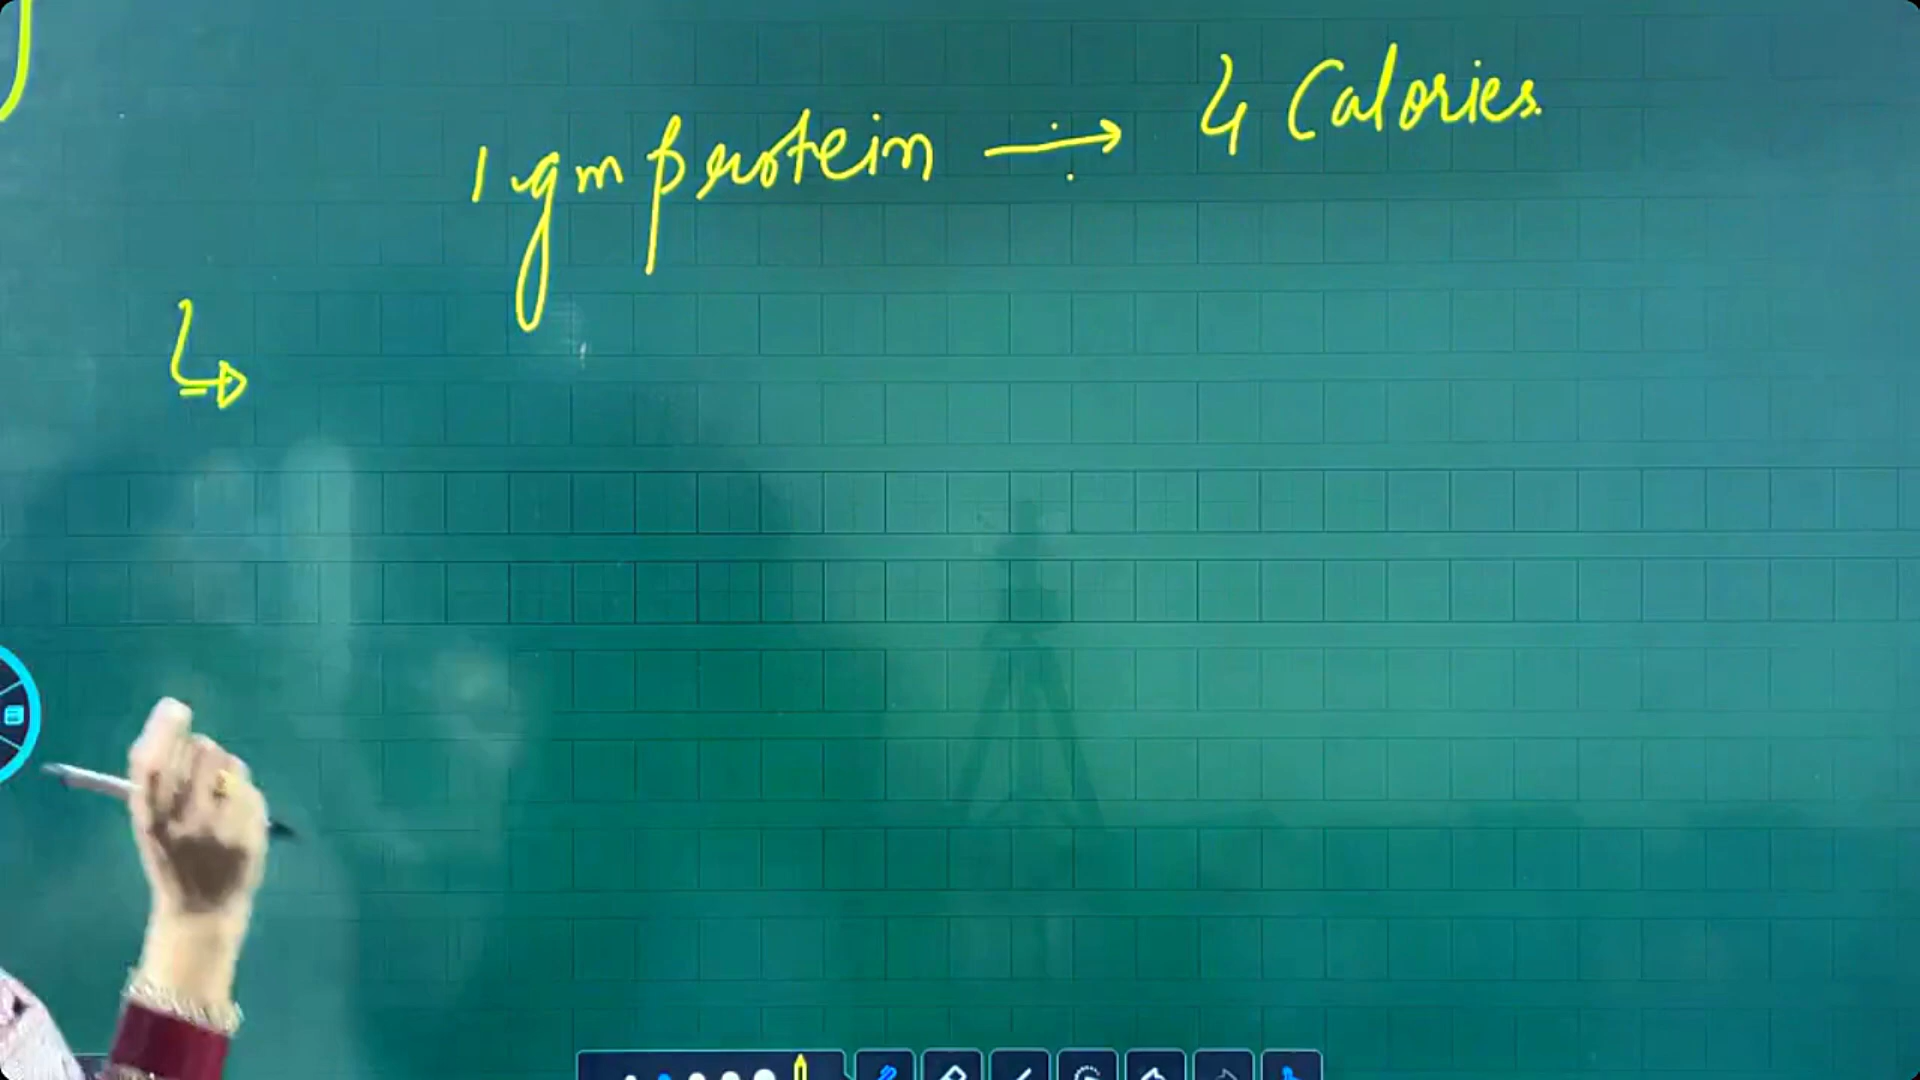 1 gm protein → 4 Calories.